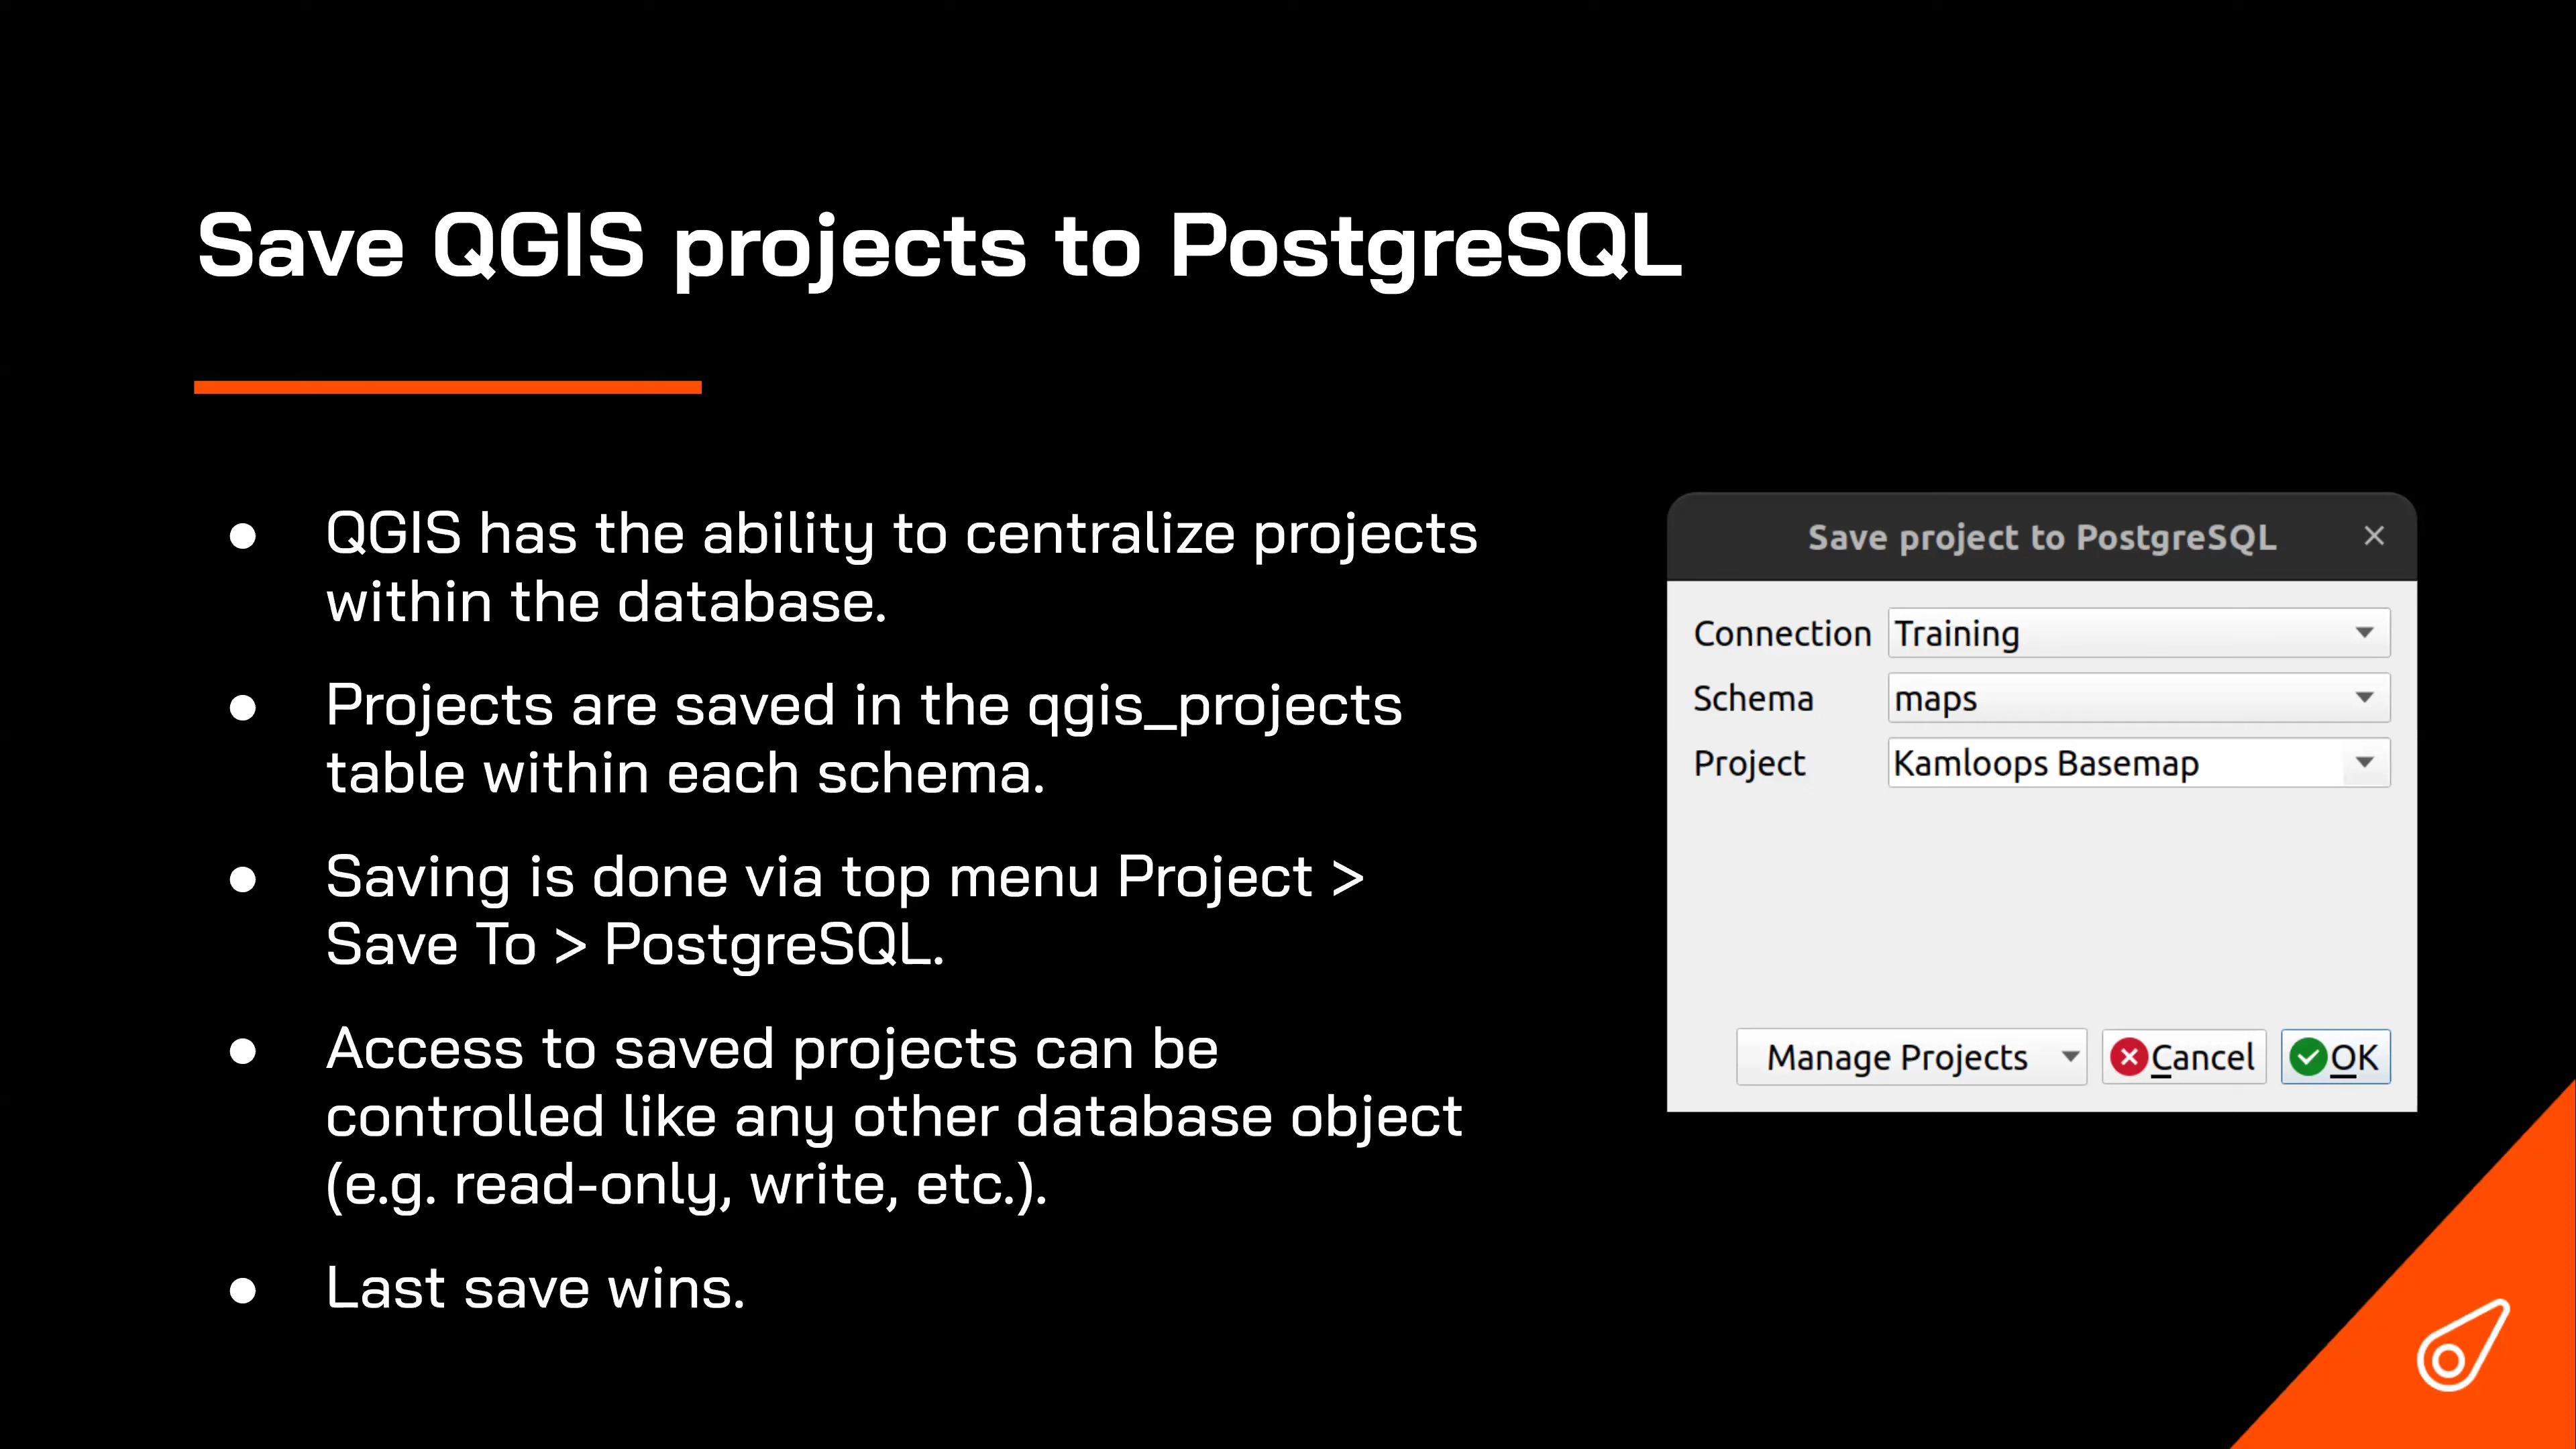 Save QGIS projects to PostgreSQL
● QGIS has the ability to centralize projects
within the database.
● Projects are saved in the qgis_projects
table within each schema.
● Saving is done via top menu Project >
Save To > PostgreSQL.
● Access to saved projects can be
controlled like any other database object
(e.g. read-only, write, etc.).
● Last save wins.
Save project to PostgreSQL ×
Connection Training
Schema maps
Project Kamloops Basemap
Manage Projects Cancel OK